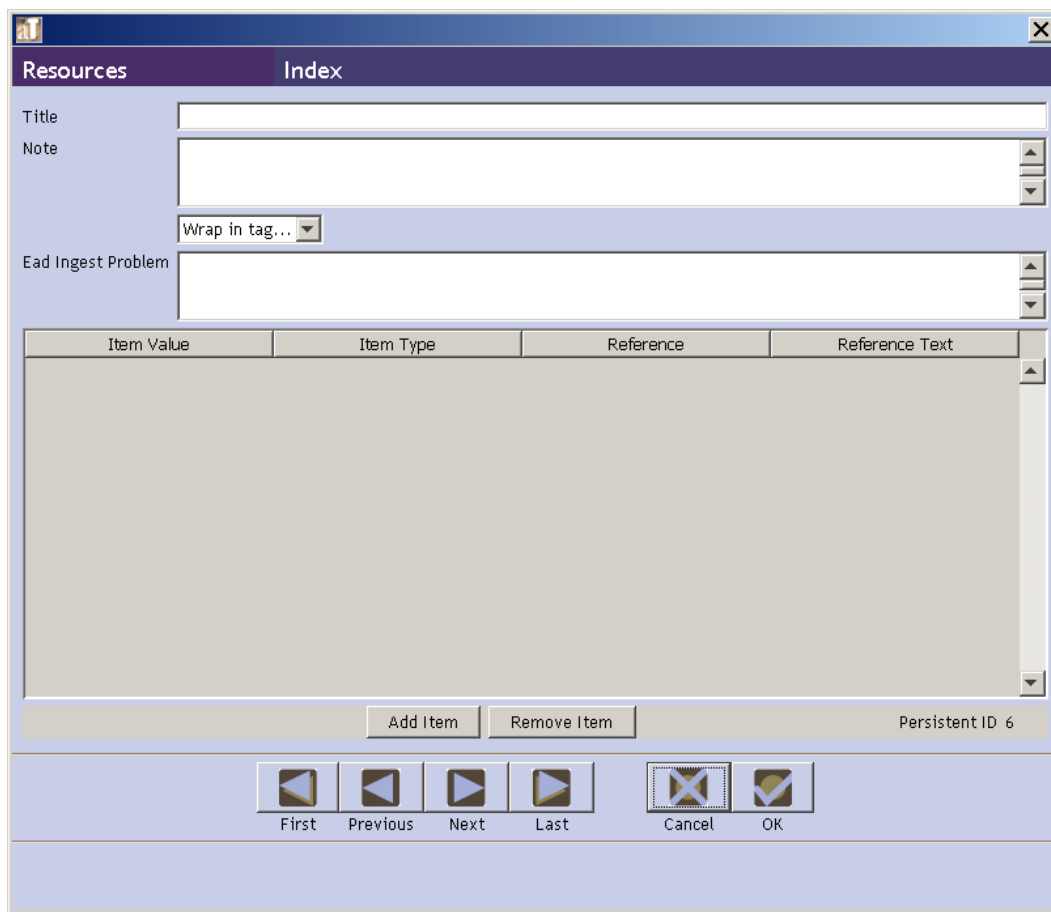 aT
Resources Index
Title
Note
Wrap in tag...
Ead Ingest Problem
Item Value Item Type Reference Reference Text
Add Item Remove Item Persistent ID 6
First Previous Next Last Cancel OK